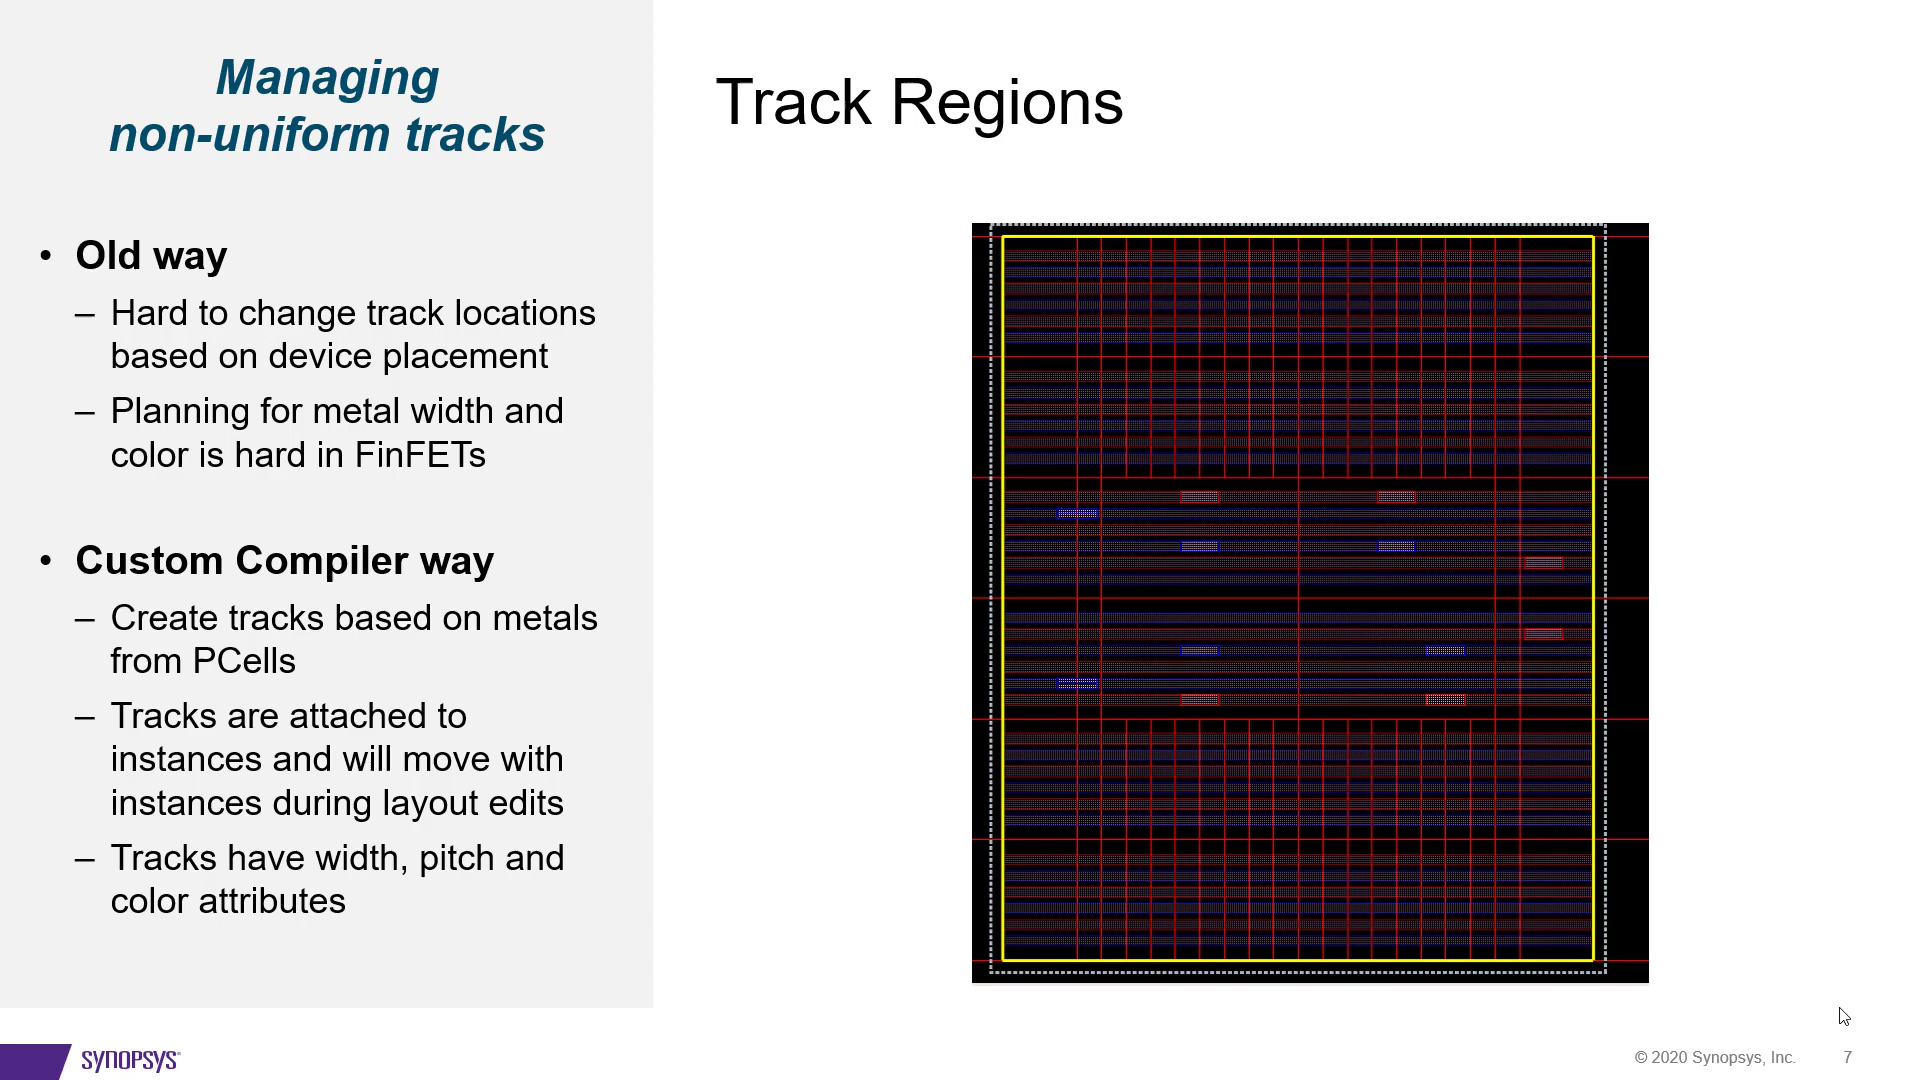 Managing
non-uniform tracks
• Old way
– Hard to change track locations
based on device placement
– Planning for metal width and
color is hard in FinFETs
• Custom Compiler way
– Create tracks based on metals
from PCells
– Tracks are attached to
instances and will move with
instances during layout edits
– Tracks have width, pitch and
color attributes
Track Regions
SYNOPSYS®
© 2020 Synopsys, Inc.
7